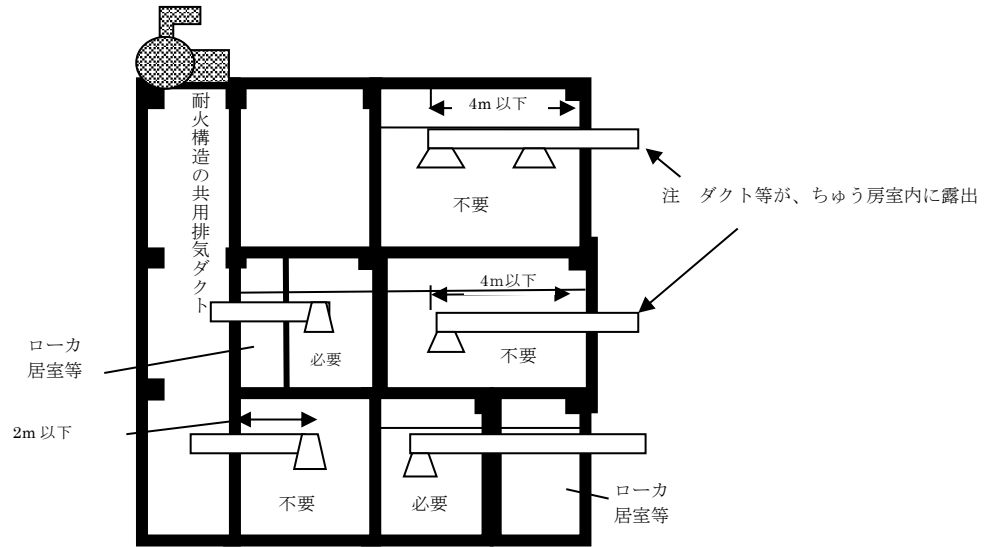 耐火構造の共用排気ダクト
4m 以下
不要
注　ダクト等が、ちゅう房室内に露出
4m以下
不要
必要
ローカ
居室等
2m 以下
不要
必要
ローカ
居室等